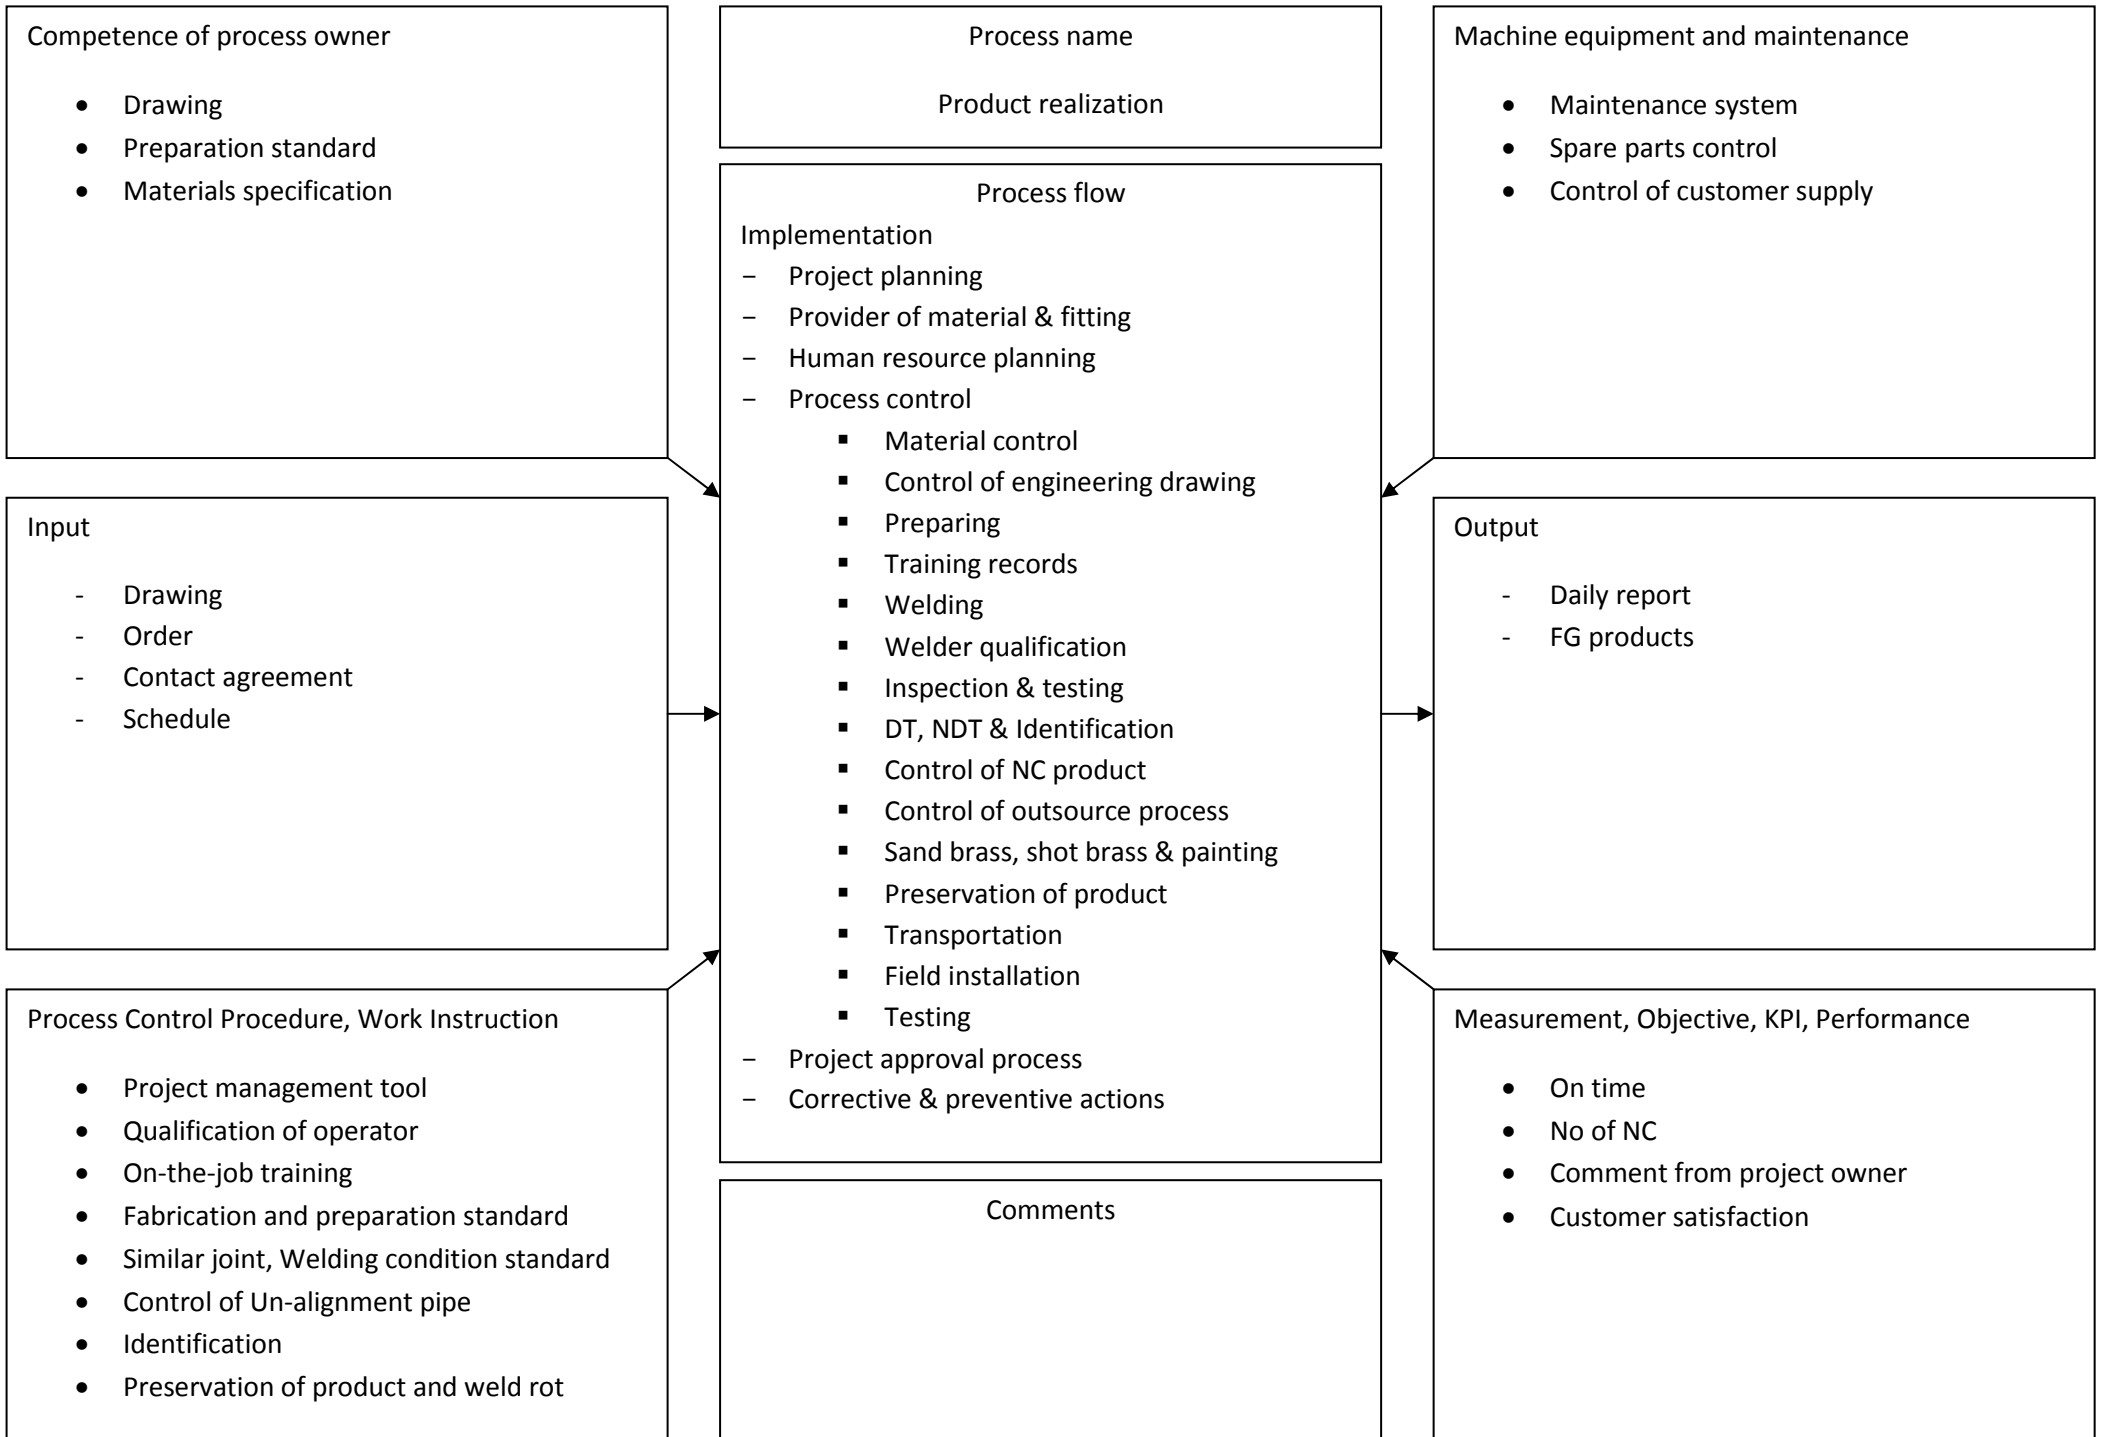 Competence of process owner
• Drawing
• Preparation standard
• Materials specification
Process name
Product realization
Machine equipment and maintenance
• Maintenance system
• Spare parts control
• Control of customer supply
Process flow
Implementation
– Project planning
– Provider of material & fitting
– Human resource planning
– Process control
▪ Material control
▪ Control of engineering drawing
▪ Preparing
▪ Training records
▪ Welding
▪ Welder qualification
▪ Inspection & testing
▪ DT, NDT & Identification
▪ Control of NC product
▪ Control of outsource process
▪ Sand brass, shot brass & painting
▪ Preservation of product
▪ Transportation
▪ Field installation
▪ Testing
– Project approval process
– Corrective & preventive actions
Input
- Drawing
- Order
- Contact agreement
- Schedule
Output
- Daily report
- FG products
Process Control Procedure, Work Instruction
• Project management tool
• Qualification of operator
• On-the-job training
• Fabrication and preparation standard
• Similar joint, Welding condition standard
• Control of Un-alignment pipe
• Identification
• Preservation of product and weld rot
Comments
Measurement, Objective, KPI, Performance
• On time
• No of NC
• Comment from project owner
• Customer satisfaction